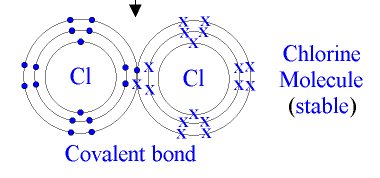 Cl
Cl
Chlorine
Molecule
(stable)
Covalent bond